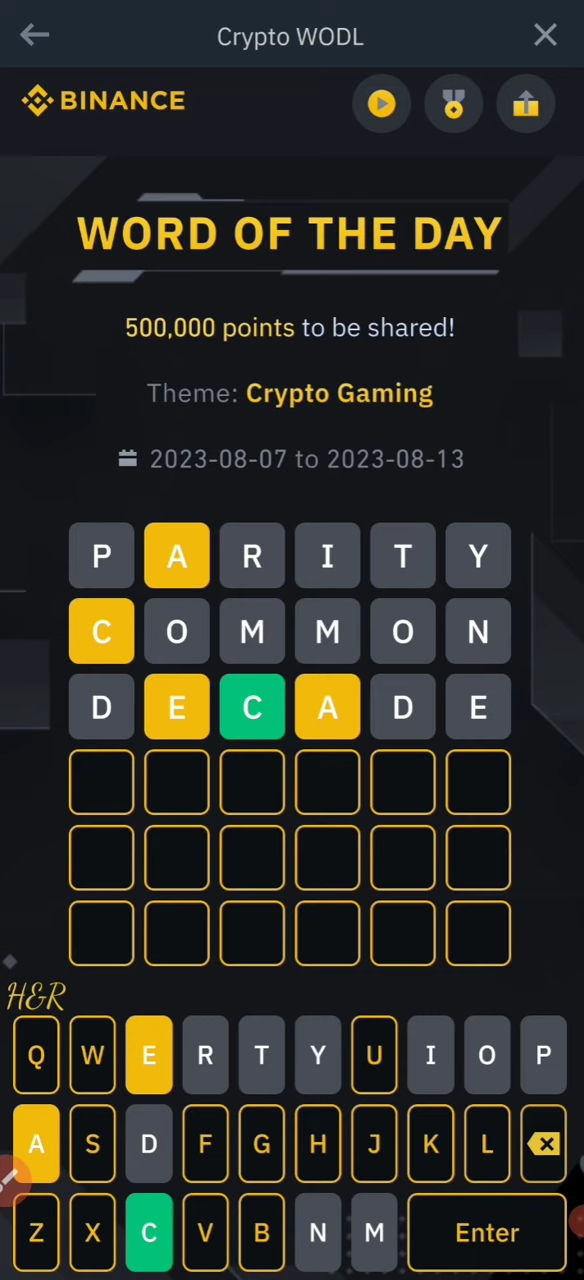 Crypto WODL
BINANCE
WORD OF THE DAY
500,000 points to be shared!
Theme: Crypto Gaming
2023-08-07 to 2023-08-13
P A R I T Y
C O M M O N
D E C A D E
H&R
Q W E R T Y U I O P
A S D F G H J K L
Z X C V B N M Enter